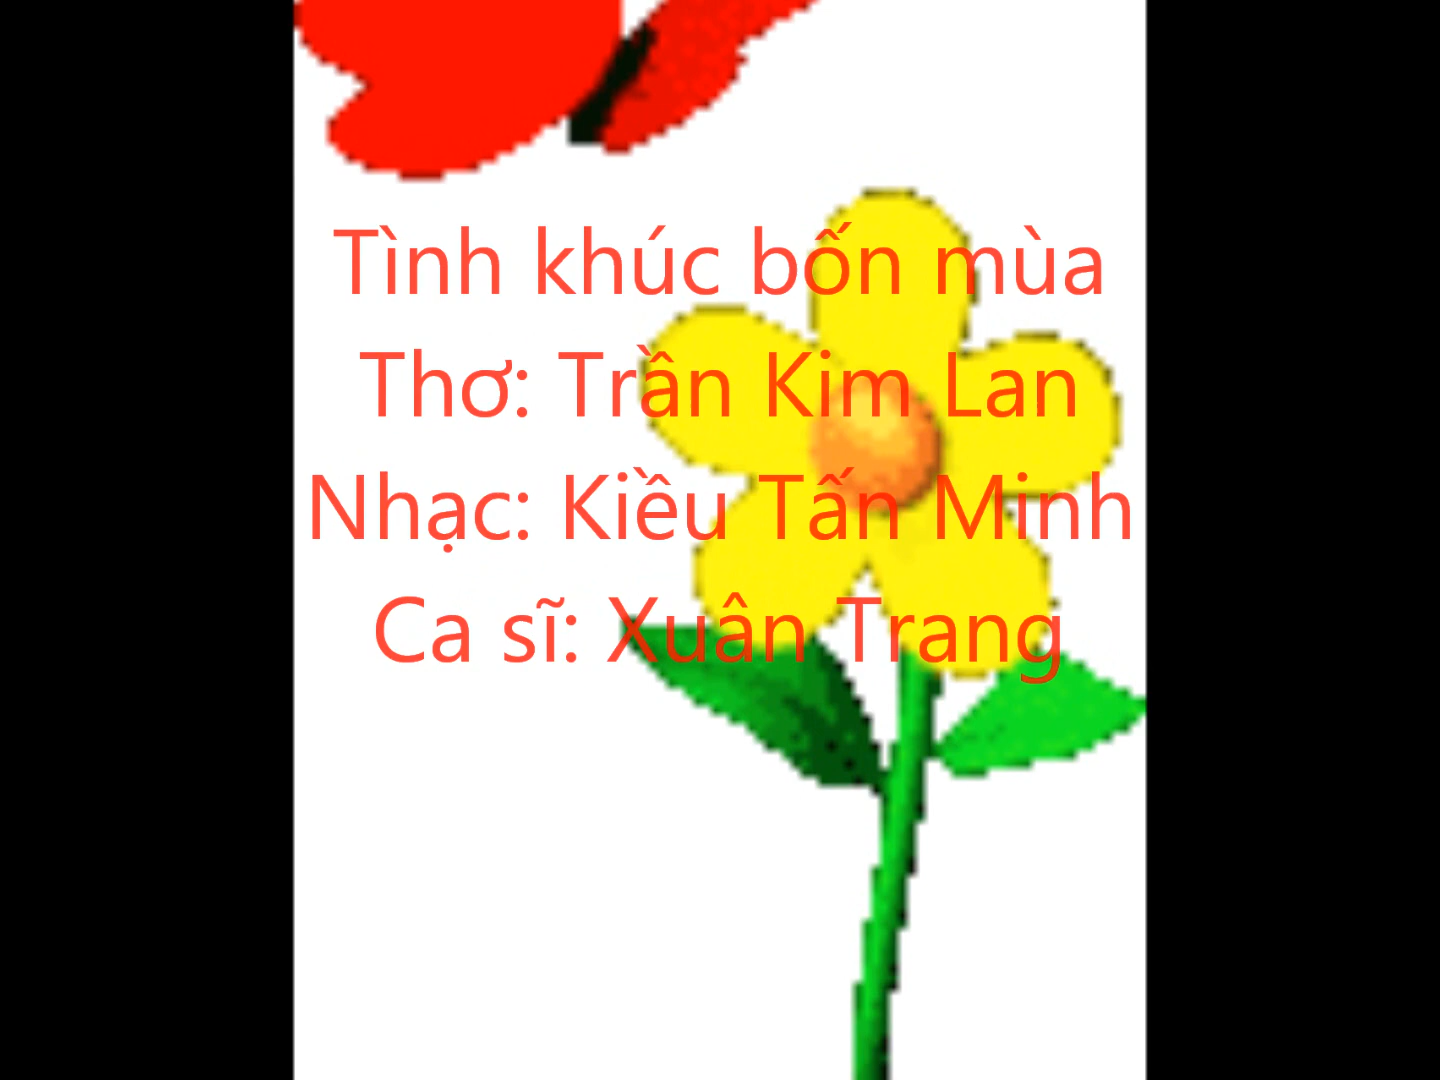 Tình khúc bốn mùa
Thơ: Trần Kim Lan
Nhạc: Kiều Tấn Minh
Ca sĩ: Xuân Trang